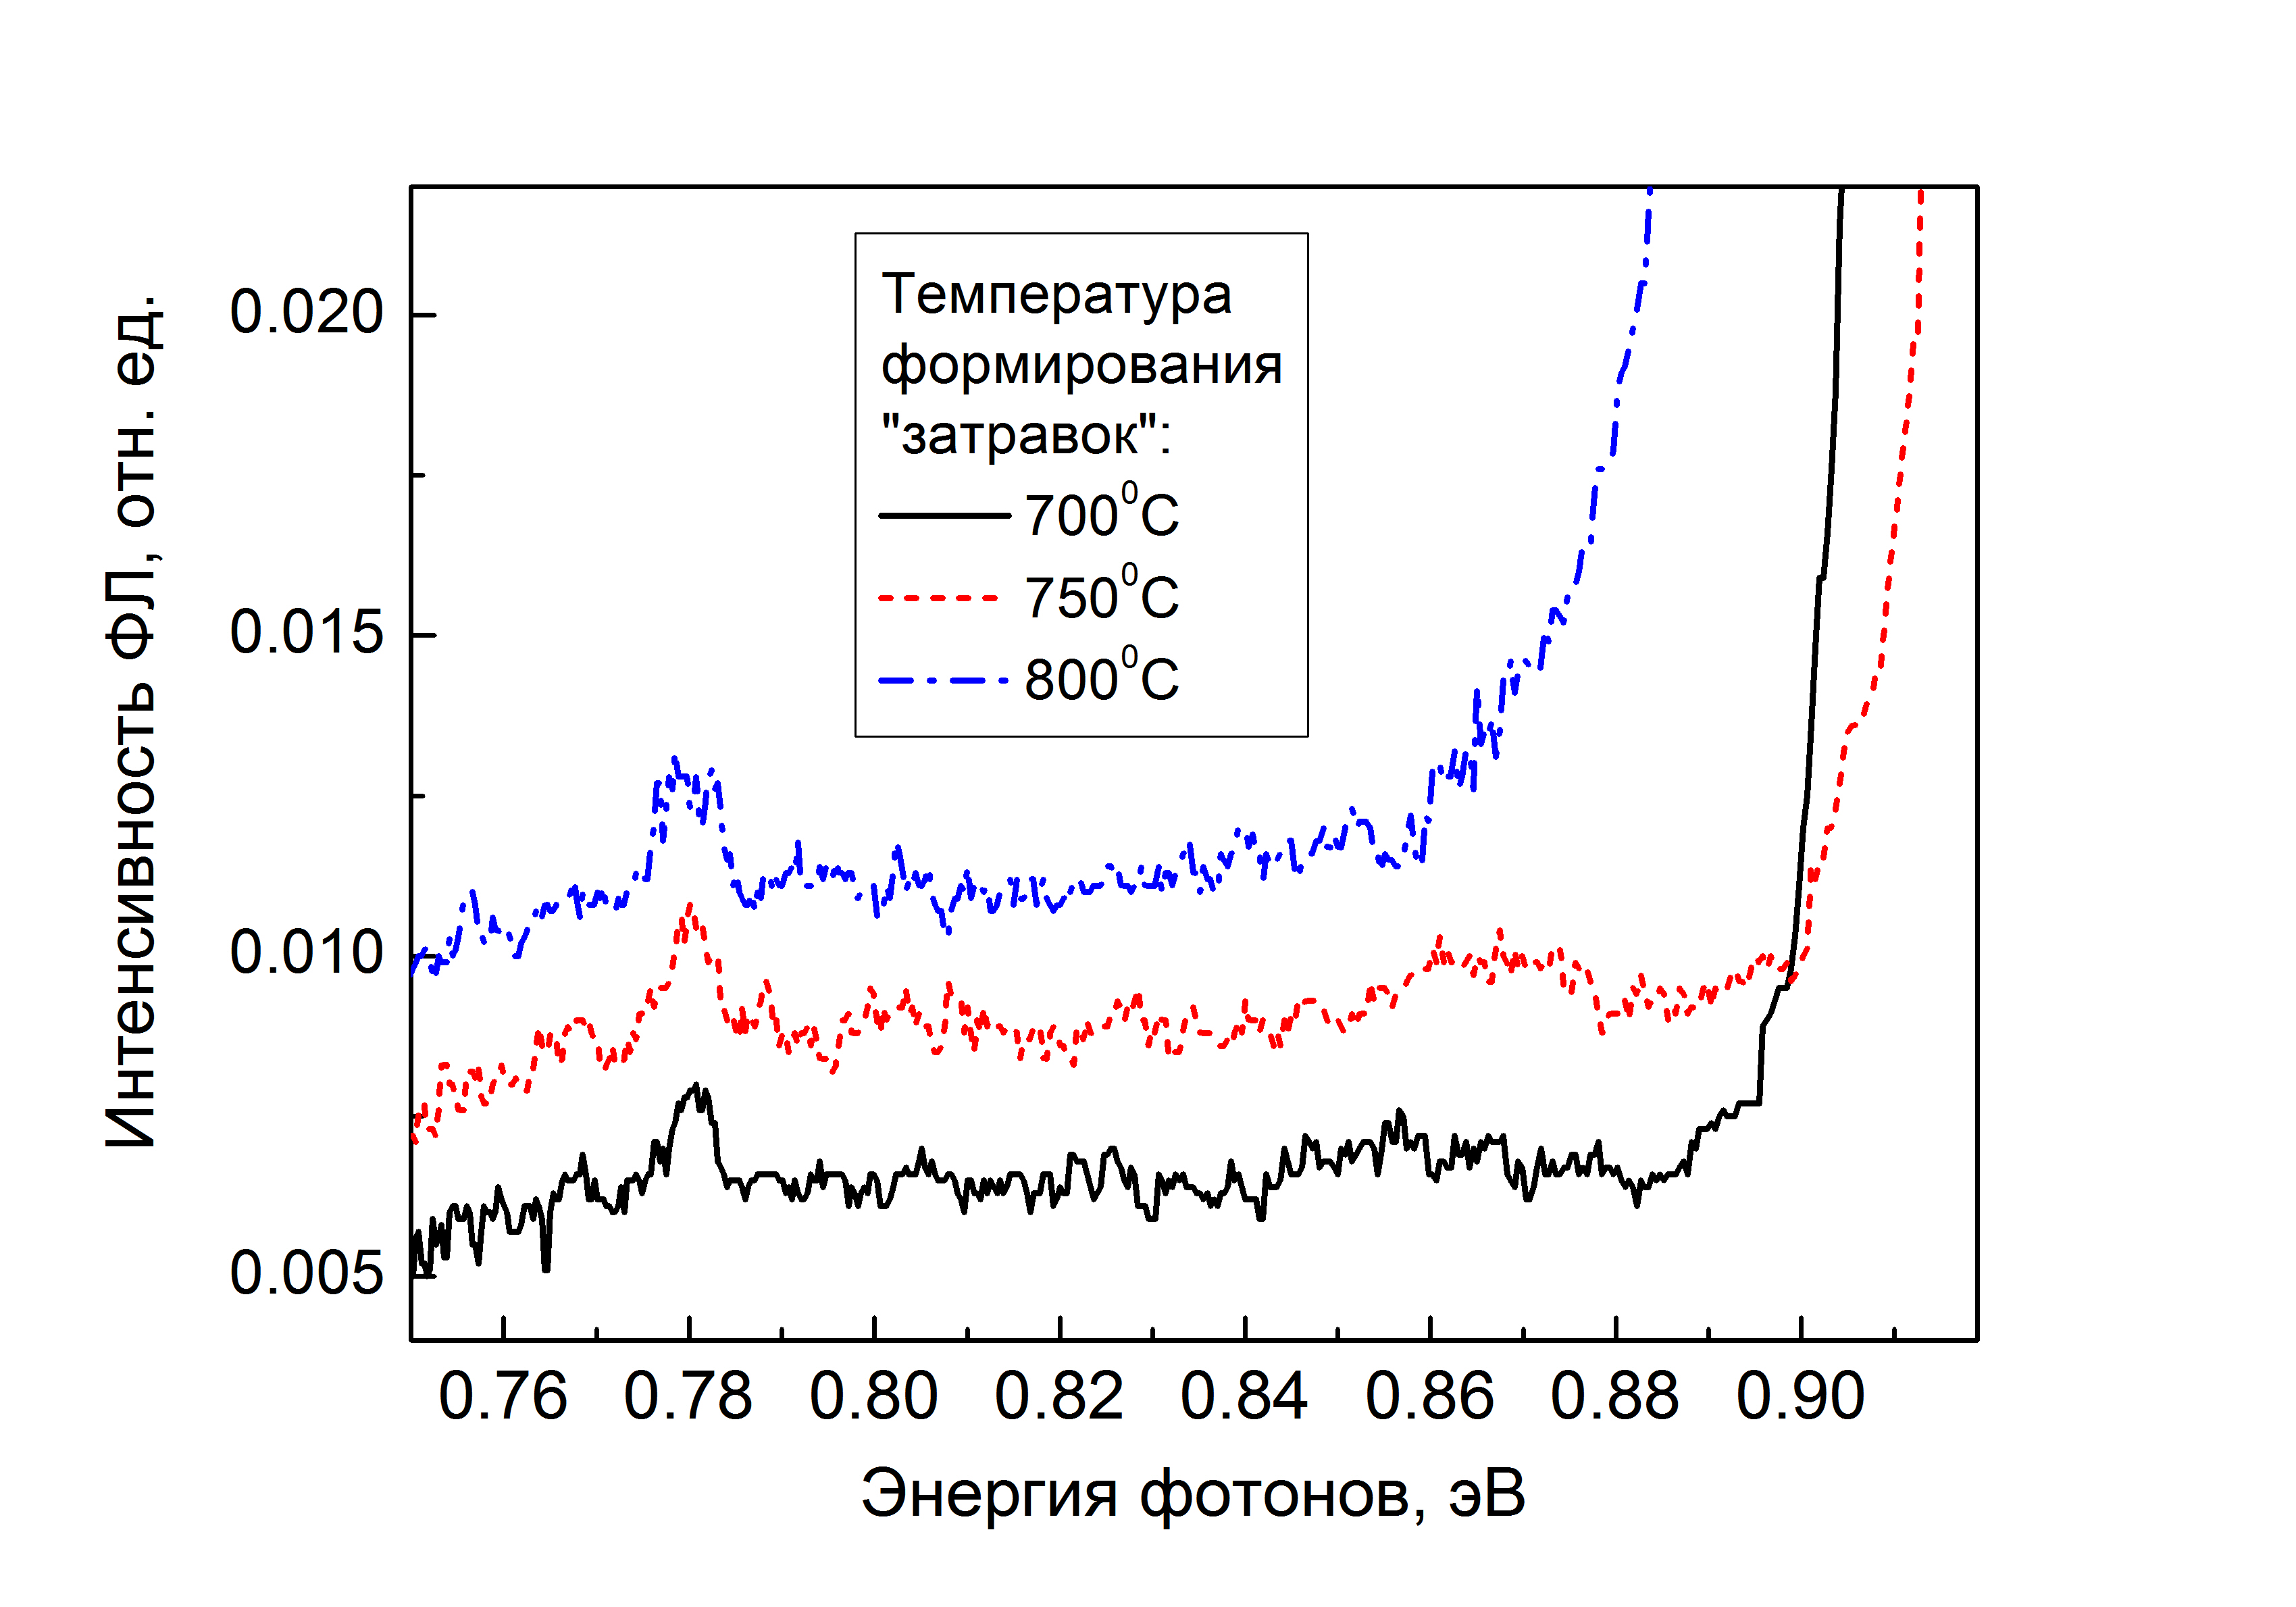 Интенсивность ФЛ, отн. ед.
0.020
0.015
0.010
0.005
Температура
формирования
"затравок":
700⁰C
750⁰C
800⁰C
0.76 0.78 0.80 0.82 0.84 0.86 0.88 0.90
Энергия фотонов, эВ